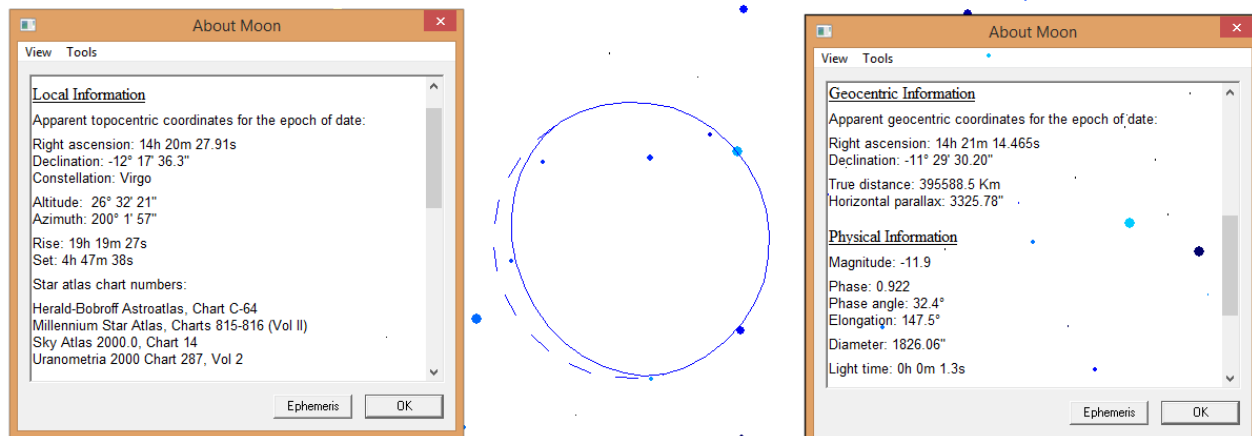 About Moon
View Tools
Local Information
Apparent topocentric coordinates for the epoch of date:
Right ascension: 14h 20m 27.91s
Declination: -12° 17' 36.3"
Constellation: Virgo
Altitude: 26° 32' 21"
Azimuth: 200° 1' 57"
Rise: 19h 19m 27s
Set: 4h 47m 38s
Star atlas chart numbers:
Herald-Bobroff Astroatlas, Chart C-64
Millennium Star Atlas, Charts 815-816 (Vol II)
Sky Atlas 2000.0, Chart 14
Uranometria 2000 Chart 287, Vol 2
Ephemeris OK
About Moon
View Tools
Geocentric Information
Apparent geocentric coordinates for the epoch of date:
Right ascension: 14h 21m 14.465s
Declination: -11° 29' 30.20"
True distance: 395588.5 Km
Horizontal parallax: 3325.78"
Physical Information
Magnitude: -11.9
Phase: 0.922
Phase angle: 32.4°
Elongation: 147.5°
Diameter: 1826.06"
Light time: 0h 0m 1.3s
Ephemeris OK